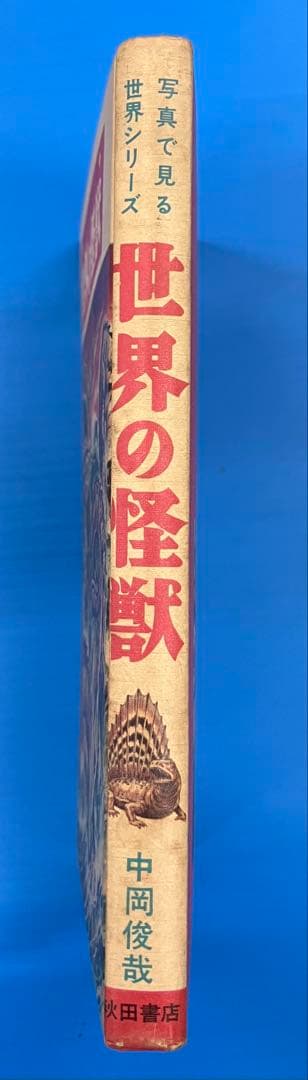 写真で見る
世界シリーズ
世界の怪獣
中岡俊哉
秋田書店